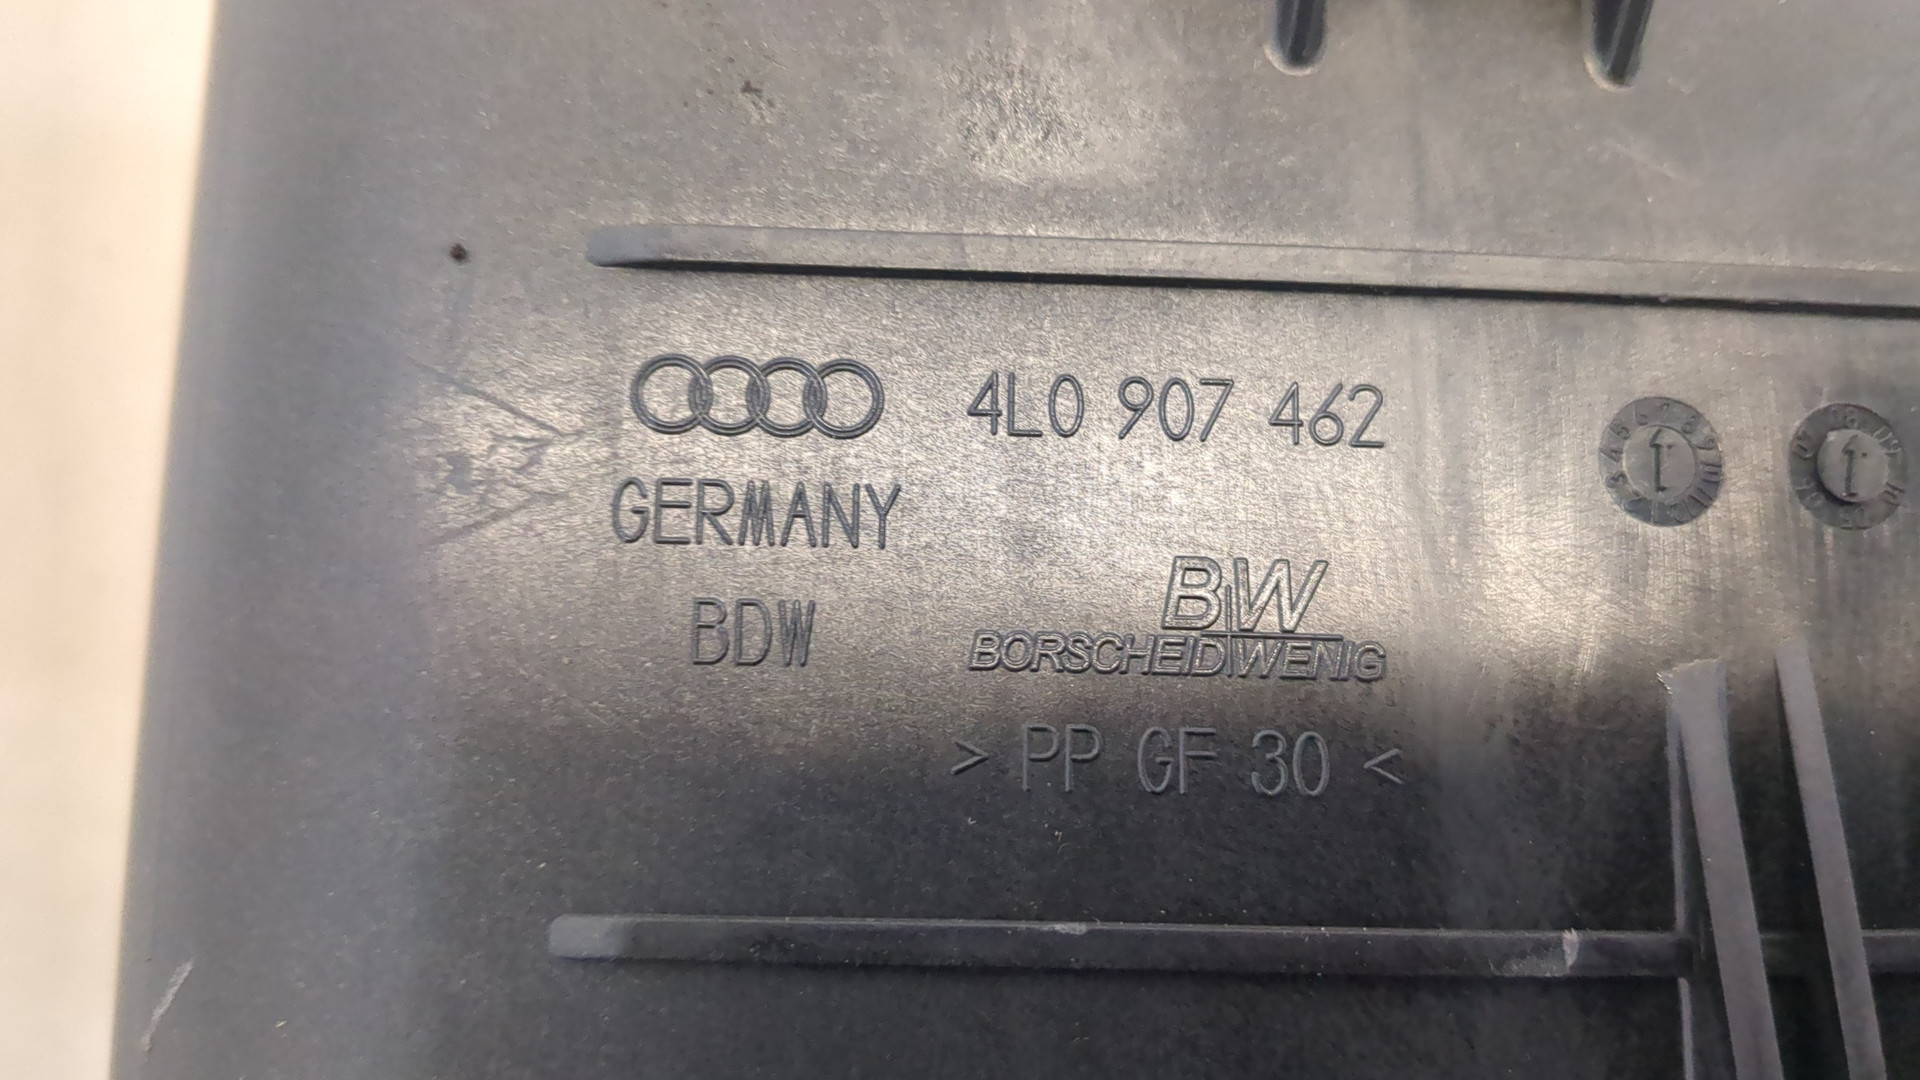 4L0 907 462
GERMANY
BDW
BW
BORSCHEID WENIG
> PP GF 30 <